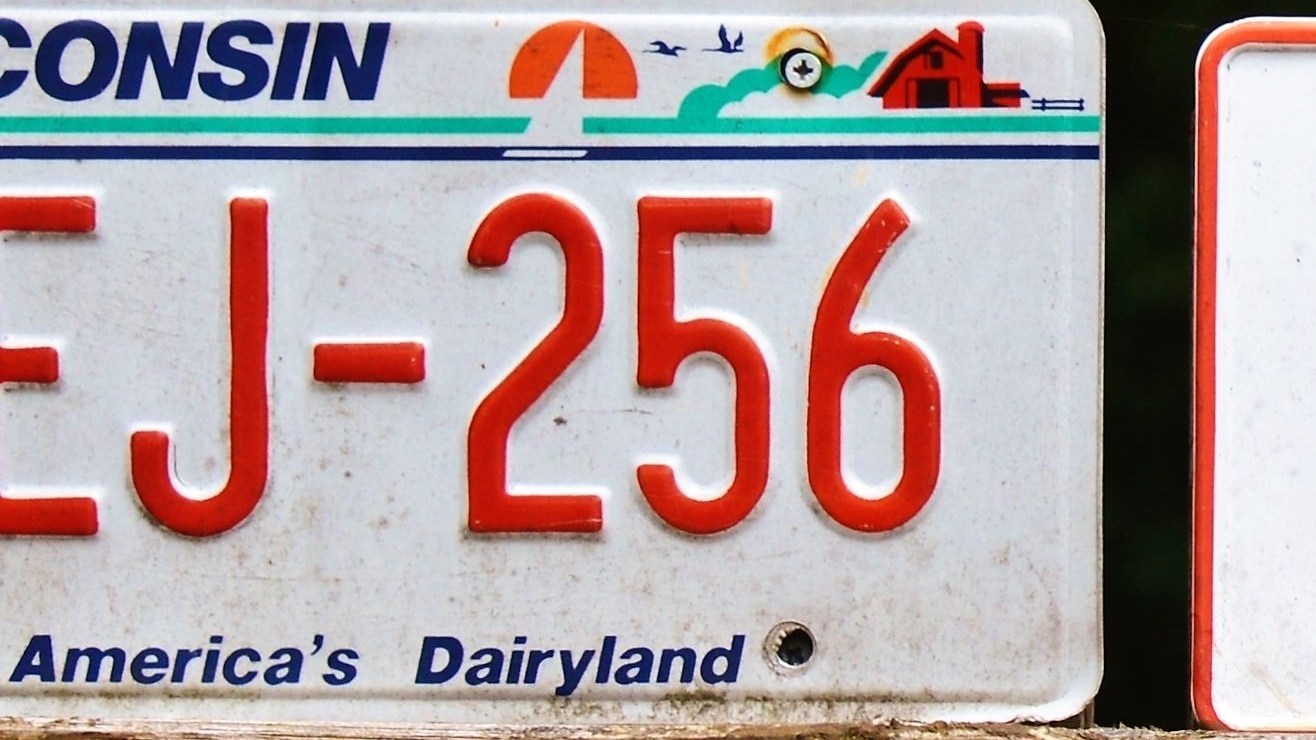 CONSIN
EJ-256
America's Dairyland